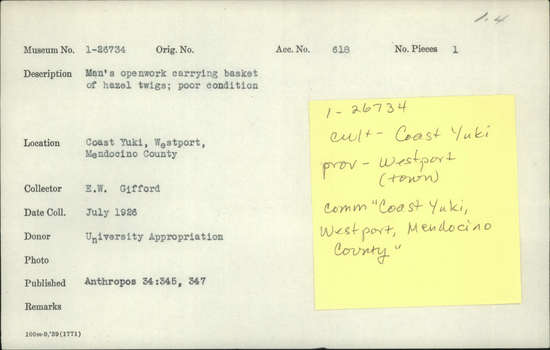 1.4
Museum No. 1-26734 Orig. No. Acc. No. 618 No. Pieces 1
Description Man's openwork carrying basket
of hazel twigs; poor condition
Location Coast Yuki, Westport,
Mendocino County
Collector E.W. Gifford
Date Coll. July 1926
Donor University Appropriation
Photo
Published Anthropos 34:345, 347
Remarks
100m-9,'39(1771)
1-26734
cult - Coast Yuki
prov - Westport
(town)
comm "Coast Yuki,
Westport, Mendocino
County"